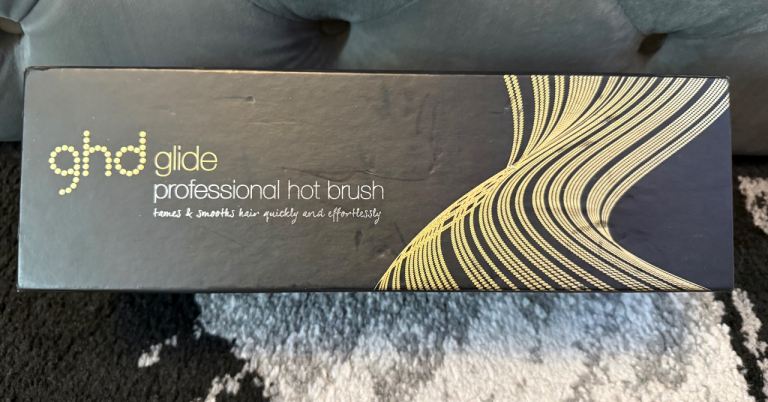 ghd glide
professional hot brush
tames & smooths hair quickly and effortlessly